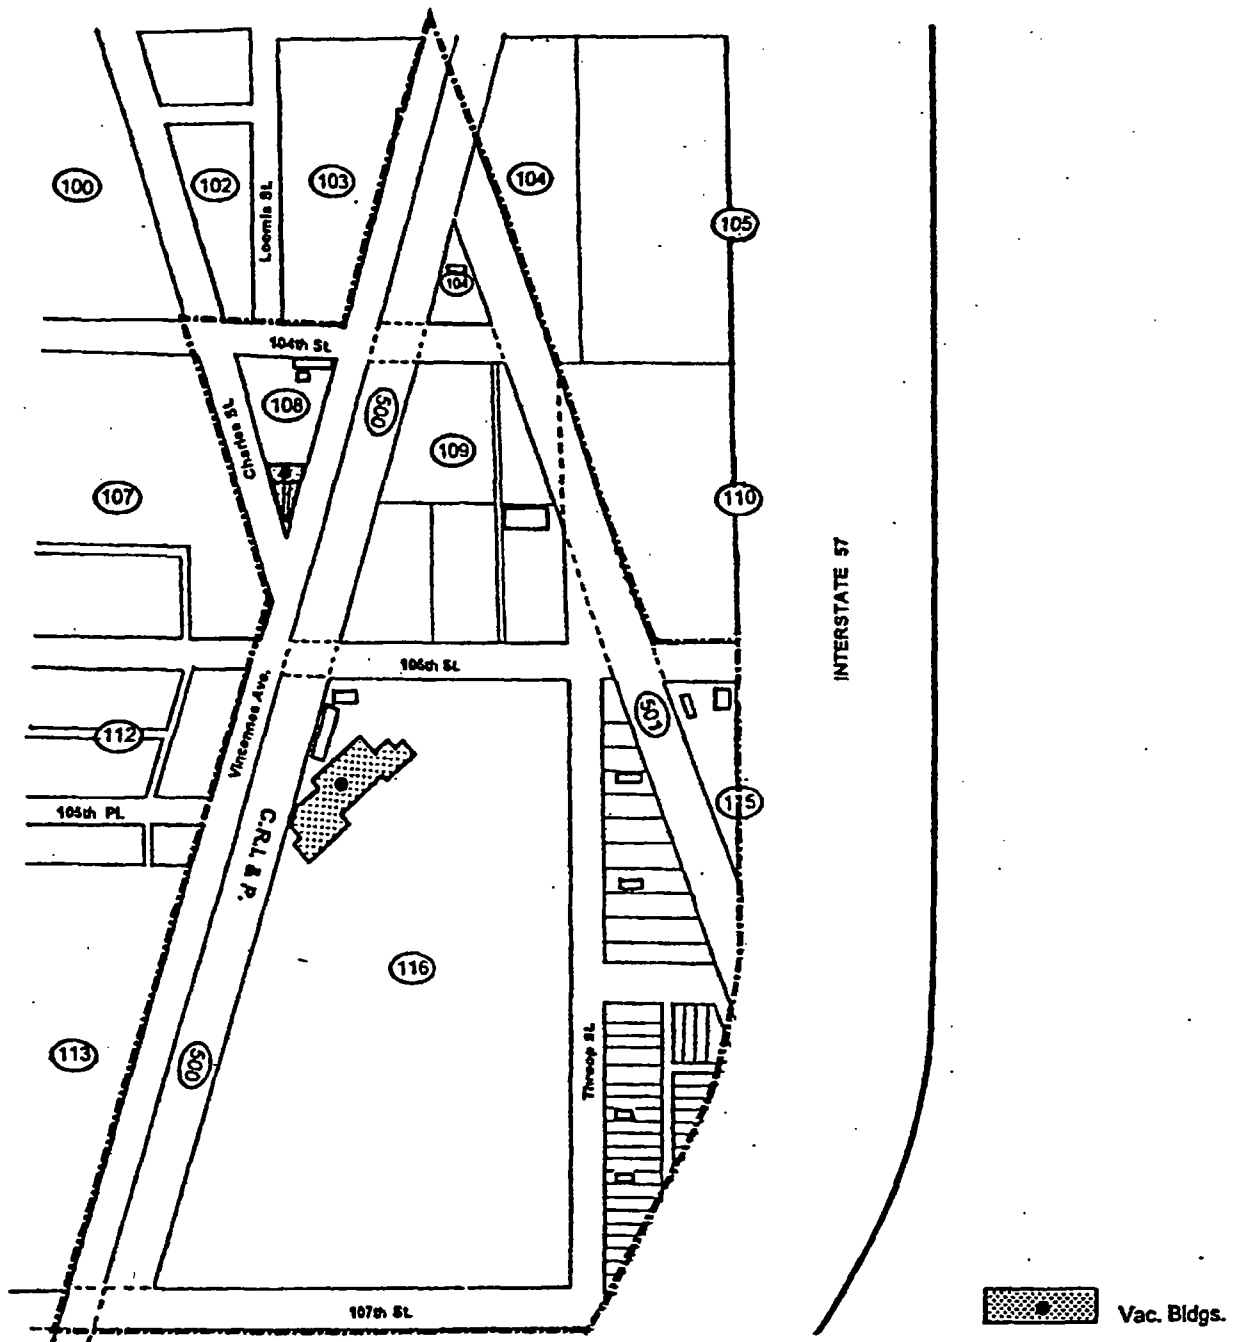 100
102
Loomis St.
103
104
105
104
104th St.
108
500
Charles St.
109
107
110
INTERSTATE 57
106th St.
Vincennes Ave.
112
501
115
105th Pl.
C.R.I. & P.
116
113
500
Throop St.
107th St.
Vac. Bldgs.